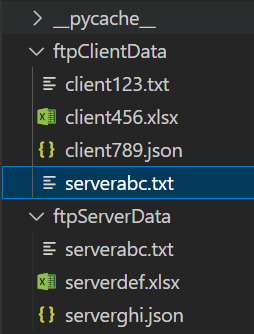 __pycache__
ftpClientData
client123.txt
client456.xlsx
client789.json
serverabc.txt
ftpServerData
serverabc.txt
serverdef.xlsx
serverghi.json